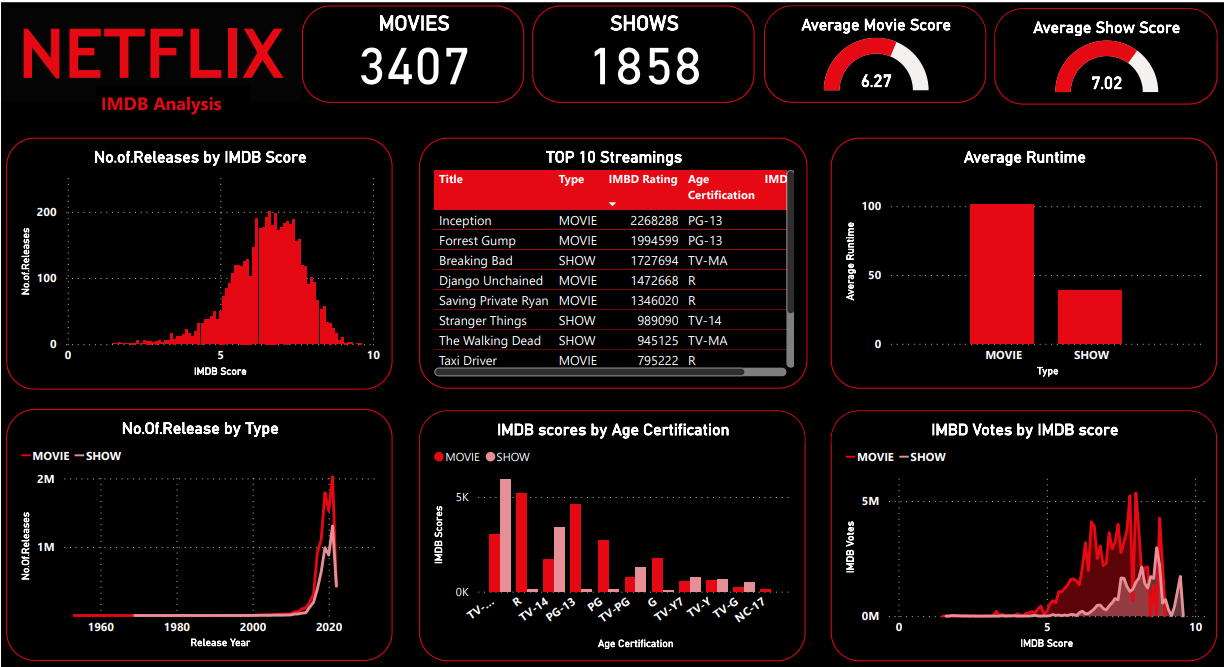 NETFLIX
IMDB Analysis
MOVIES
3407
SHOWS
1858
Average Movie Score
6.27
Average Show Score
7.02
No.of.Releases by IMDB Score
No.of.Releases
200
100
0
0 5 10
IMDB Score
TOP 10 Streamings
Title Type IMBD Rating Age Certification IMD
Inception MOVIE 2268288 PG-13
Forrest Gump MOVIE 1994599 PG-13
Breaking Bad SHOW 1727694 TV-MA
Django Unchained MOVIE 1472668 R
Saving Private Ryan MOVIE 1346020 R
Stranger Things SHOW 989090 TV-14
The Walking Dead SHOW 945125 TV-MA
Taxi Driver MOVIE 795222 R
Average Runtime
Average Runtime
100
50
0
MOVIE SHOW
Type
No.Of.Release by Type
MOVIE SHOW
No.Of.Releases
2M
1M
1960 1980 2000 2020
Release Year
IMDB scores by Age Certification
MOVIE SHOW
IMDB Scores
5K
0K
TV-... R TV-14 PG-13 PG TV-PG G TV-Y7 TV-Y TV-G NC-17
Age Certification
IMBD Votes by IMDB score
MOVIE SHOW
IMDB Votes
5M
0M
0 5 10
IMDB Score